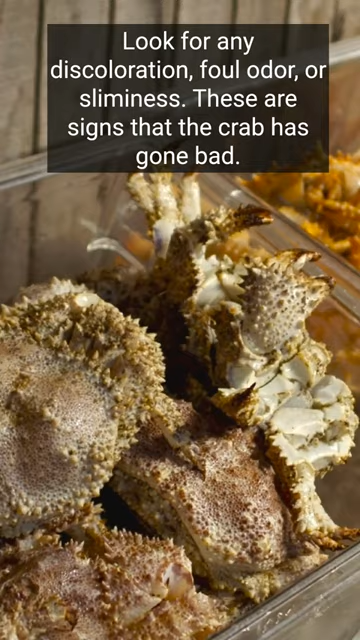 Look for any
discoloration, foul odor, or
sliminess. These are
signs that the crab has
gone bad.